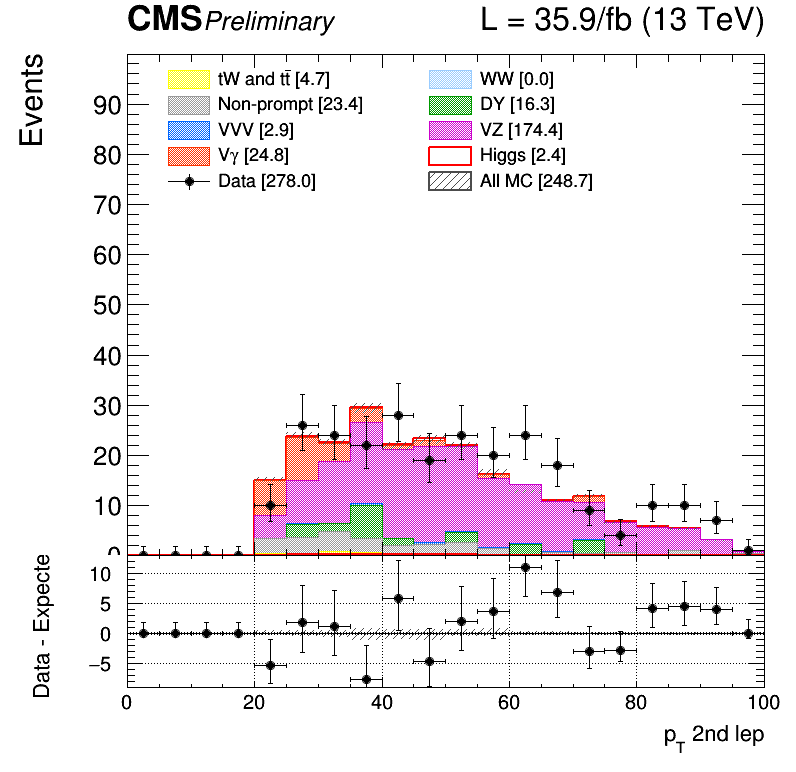 CMS Preliminary L = 35.9/fb (13 TeV)
Events
tW and tt̄ [4.7]
Non-prompt [23.4]
VVV [2.9]
Vγ [24.8]
Data [278.0]
WW [0.0]
DY [16.3]
VZ [174.4]
Higgs [2.4]
All MC [248.7]
90
80
70
60
50
40
30
20
10
0
Data - Expecte
10
5
0
−5
0 20 40 60 80 100
p_T 2nd lep